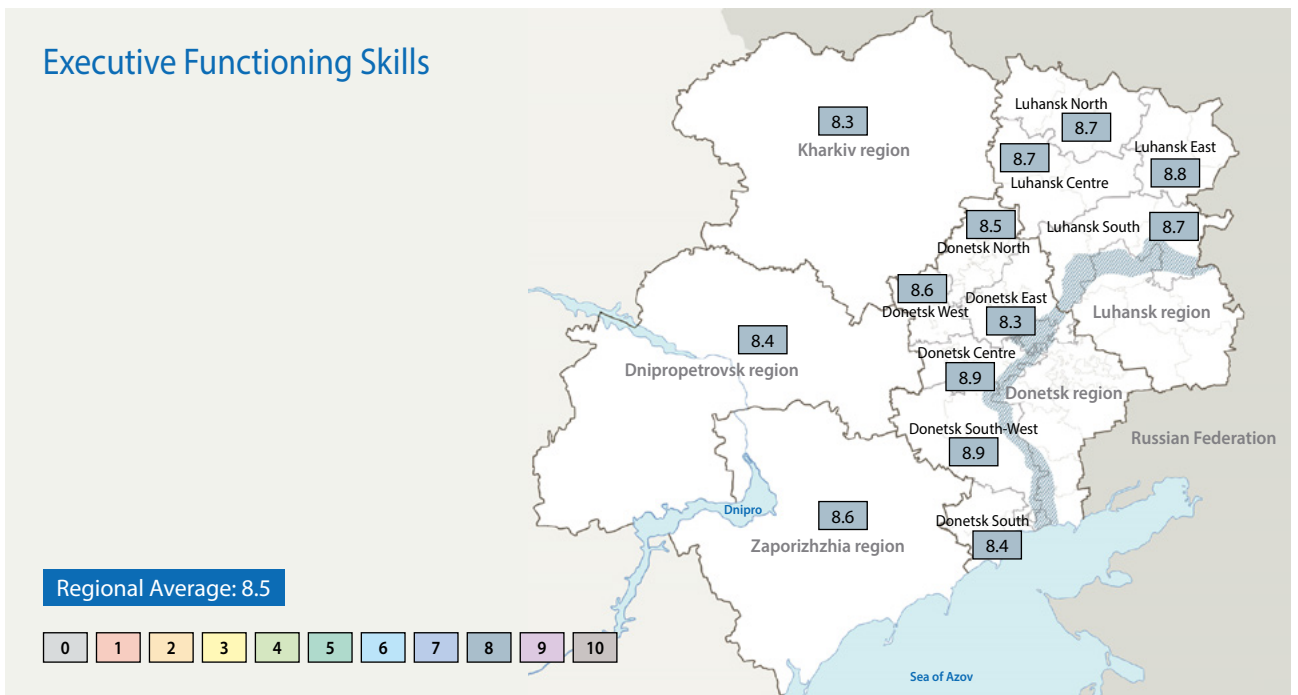 Executive Functioning Skills
Luhansk North
8.7
8.3
Kharkiv region
Luhansk East
8.8
8.7
Luhansk Centre
Luhansk South
8.7
8.5
Donetsk North
8.6
Donetsk West
Donetsk East
8.3
Luhansk region
8.4
Dnipropetrovsk region
Donetsk Centre
8.9
Donetsk region
Donetsk South-West
8.9
Russian Federation
Dnipro
8.6
Zaporizhzhia region
Donetsk South
8.4
Regional Average: 8.5
0 1 2 3 4 5 6 7 8 9 10
Sea of Azov